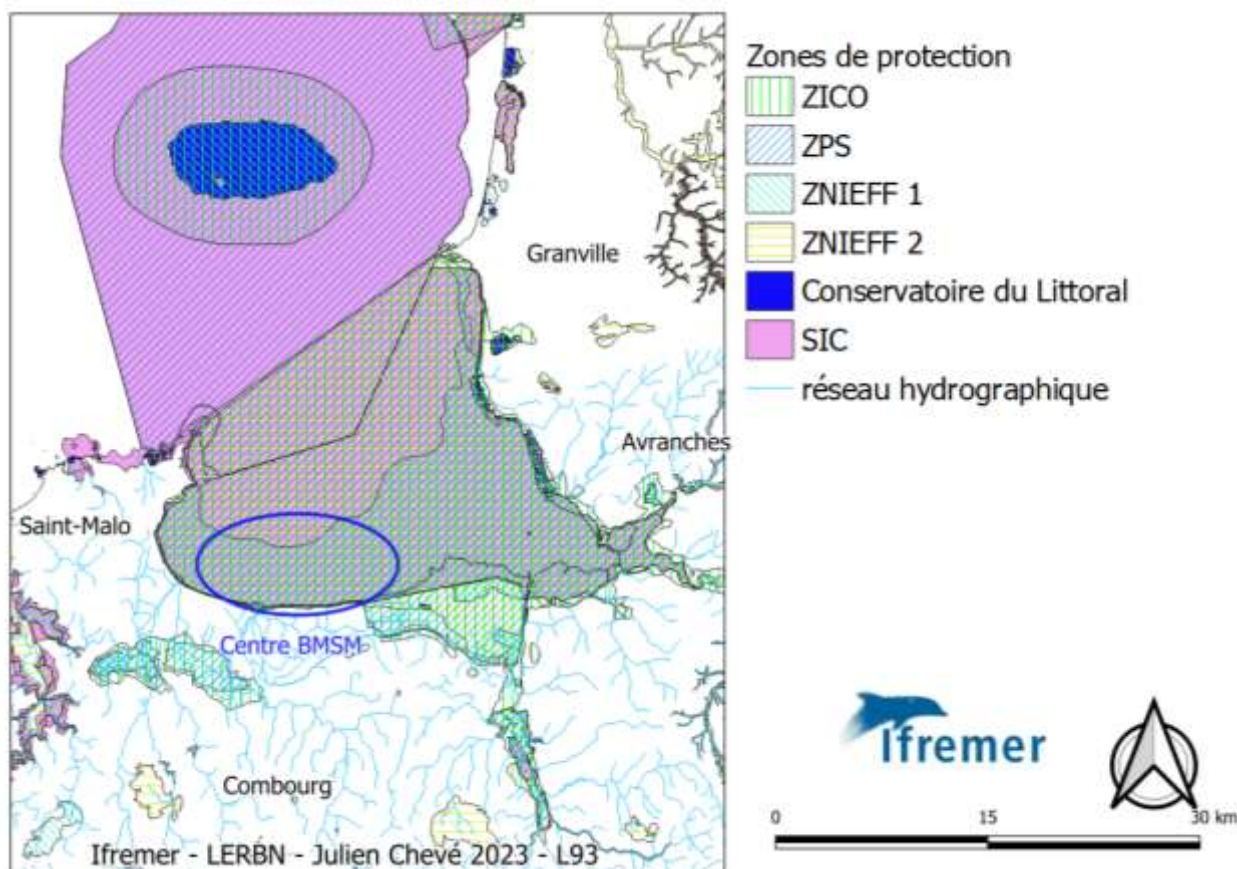 Granville
Avranches
Saint-Malo
Centre BMSM
Combourg
Ifremer - LERBN - Julien Chevé 2023 - L93
Zones de protection
ZICO
ZPS
ZNIEFF 1
ZNIEFF 2
Conservatoire du Littoral
SIC
réseau hydrographique
Ifremer
0 15 30 km